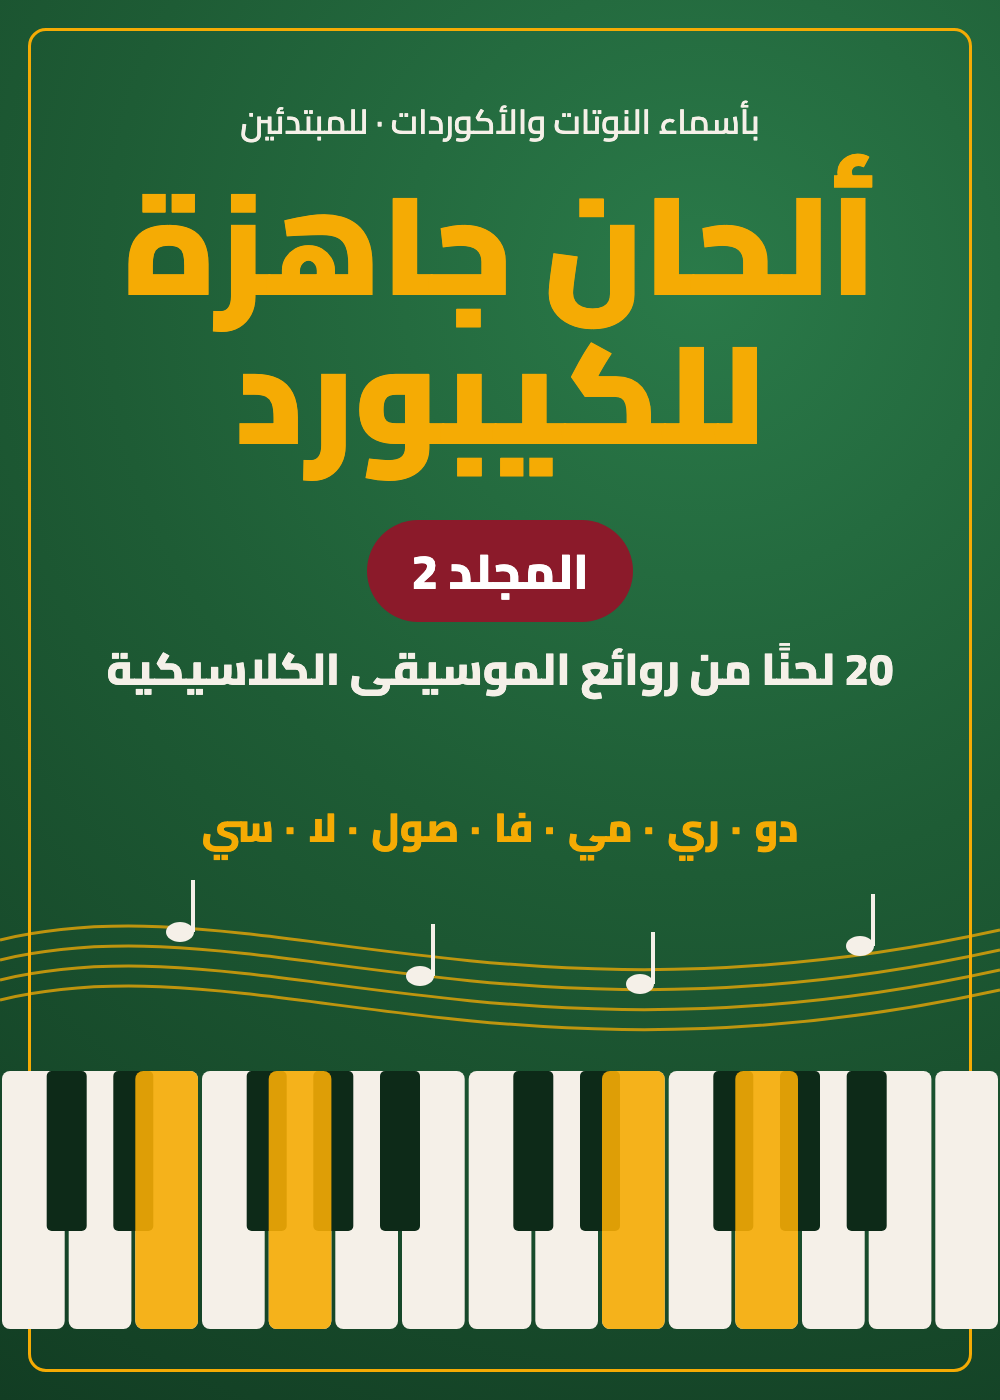 بأسماء النوتات والأكوردات · للمبتدئين
ألحان جاهزة
للكيبورد
المجلد 2
20 لحنًا من روائع الموسيقى الكلاسيكية
دو · ري · مي · فا · صول · لا · سي